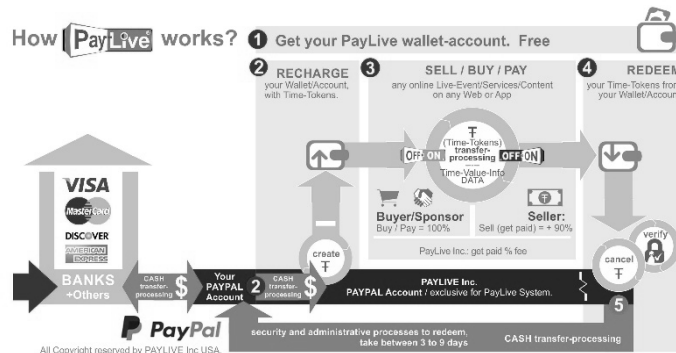 How PayLive works?
1 Get your PayLive wallet-account. Free
2 RECHARGE
your Wallet/Account,
with Time-Tokens.
3 SELL / BUY / PAY
any online Live-Event/Services/Content
on any Web or App
4 REDEEM
your Time-Tokens from
your Wallet/Account
Ŧ
(Time-Tokens)
transfer-
processing
OFF ON
OFF ON
Time-Value-Info
DATA
Buyer/Sponsor
Buy / Pay = 100%
Ŧ
Seller:
Sell (get paid) = + 90%
PayLive Inc.: get paid % fee
VISA
MasterCard
DISCOVER
AMERICAN
EXPRESS
create
Ŧ
cancel
Ŧ
verify
BANKS
+Others
CASH
transfer-
processing
$
Your
PAYPAL
Account
2
CASH
transfer-
processing
$
PAYLIVE Inc.
PAYPAL Account / exclusive for PayLive System.
5
PayPal
security and administrative processes to redeem,
take between 3 to 9 days
CASH transfer-processing
All Copyright reserved by PAYLIVE Inc USA.